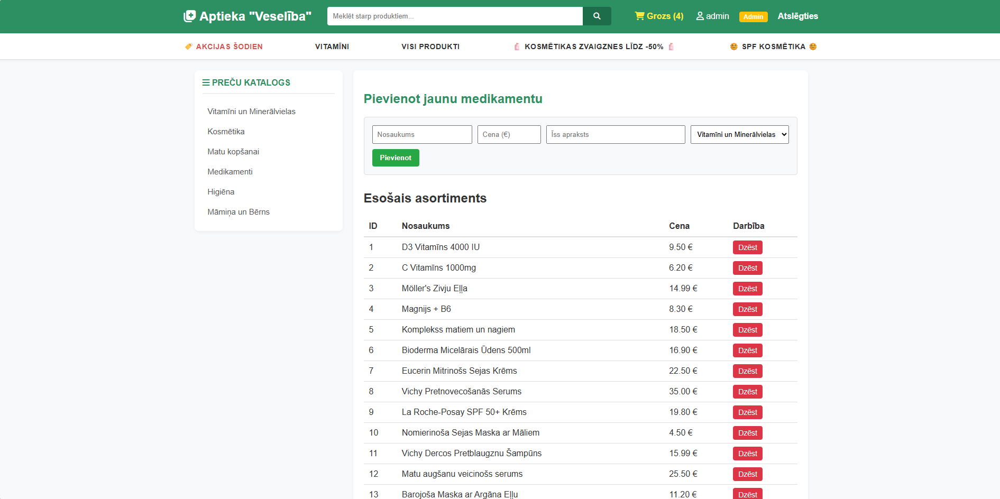 Aptieka "Veselība"
Meklēt starp produktiem...
Grozs (4)
admin
Admin
Atslēgties
AKCIJAS ŠODIEN
VITAMĪNI
VISI PRODUKTI
KOSMĒTIKAS ZVAIGZNES LĪDZ -50%
SPF KOSMĒTIKA
PREČU KATALOGS
Vitamīni un Minerālvielas
Kosmētika
Matu kopšanai
Medikamenti
Higiēna
Māmiņa un Bērns
Pievienot jaunu medikamentu
Nosaukums
Cena (€)
Īss apraksts
Vitamīni un Minerālvielas
Pievienot
Esošais asortiments
ID Nosaukums Cena Darbība
1 D3 Vitamīns 4000 IU 9.50 € Dzēst
2 C Vitamīns 1000mg 6.20 € Dzēst
3 Möller's Zivju Eļļa 14.99 € Dzēst
4 Magnijs + B6 8.30 € Dzēst
5 Komplekss matiem un nagiem 18.50 € Dzēst
6 Bioderma Micelārais Ūdens 500ml 16.90 € Dzēst
7 Eucerin Mitrinošs Sejas Krēms 22.50 € Dzēst
8 Vichy Pretnovecošanās Serums 35.00 € Dzēst
9 La Roche-Posay SPF 50+ Krēms 19.80 € Dzēst
10 Nomierinoša Sejas Maska ar Māliem 4.50 € Dzēst
11 Vichy Dercos Pretblaugznu Šampūns 15.99 € Dzēst
12 Matu augšanu veicinošs serums 25.50 € Dzēst
13 Barojoša Maska ar Argāna Eļļu 11.20 € Dzēst